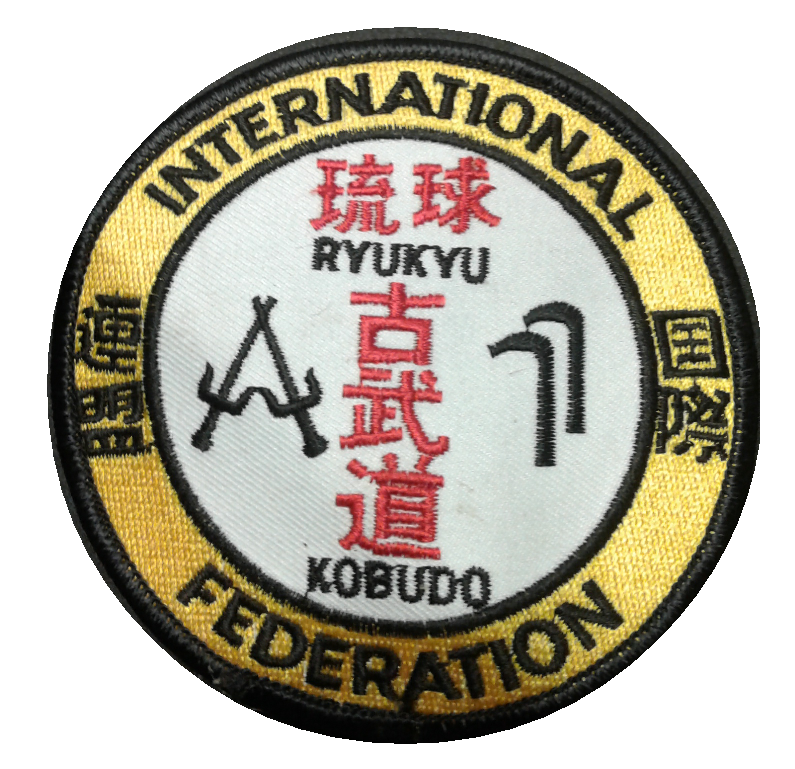 INTERNATIONAL
琉球
RYUKYU
古武道
KOBUDO
国際
連盟
FEDERATION